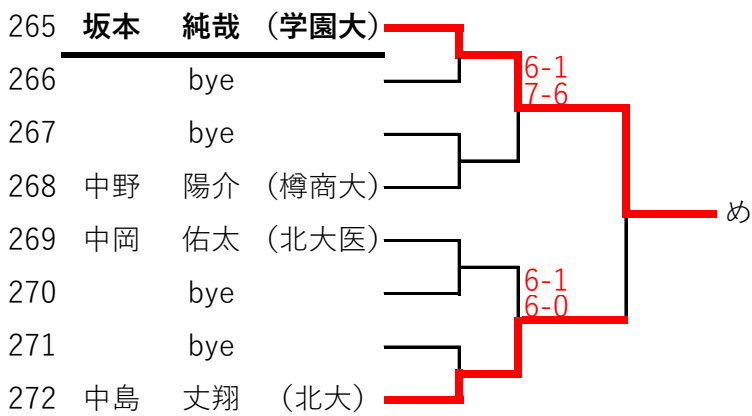 265 坂本 純哉 (学園大)
6-1
266 bye
7-6
267 bye
268 中野 陽介 (樽商大)
め
269 中岡 佑太 (北大医)
6-1
270 bye
6-0
271 bye
272 中島 丈翔 (北大)